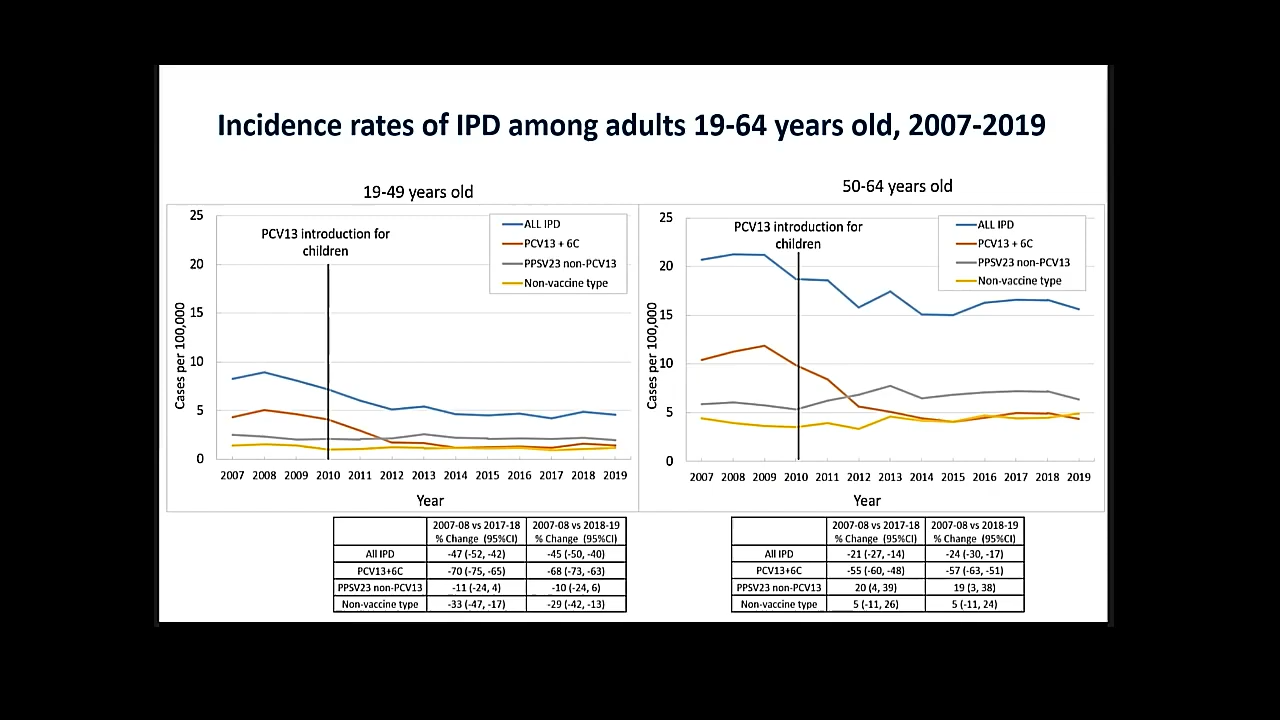 Incidence rates of IPD among adults 19-64 years old, 2007-2019
19-49 years old
25
20
15
10
5
0
Cases per 100,000
PCV13 introduction for
children
ALL IPD
PCV13 + 6C
PPSV23 non-PCV13
Non-vaccine type
2007 2008 2009 2010 2011 2012 2013 2014 2015 2016 2017 2018 2019
Year
50-64 years old
25
20
15
10
5
0
Cases per 100,000
PCV13 introduction for
children
ALL IPD
PCV13 + 6C
PPSV23 non-PCV13
Non-vaccine type
2007 2008 2009 2010 2011 2012 2013 2014 2015 2016 2017 2018 2019
Year
2007-08 vs 2017-18 2007-08 vs 2018-19
% Change (95%CI) % Change (95%CI)
All IPD -47 (-52, -42) -45 (-50, -40)
PCV13+6C -70 (-75, -65) -68 (-73, -63)
PPSV23 non-PCV13 -11 (-24, 4) -10 (-24, 6)
Non-vaccine type -33 (-47, -17) -29 (-42, -13)
2007-08 vs 2017-18 2007-08 vs 2018-19
% Change (95%CI) % Change (95%CI)
All IPD -21 (-27, -14) -24 (-30, -17)
PCV13+6C -55 (-60, -48) -57 (-63, -51)
PPSV23 non-PCV13 20 (4, 39) 19 (3, 38)
Non-vaccine type 5 (-11, 26) 5 (-11, 24)